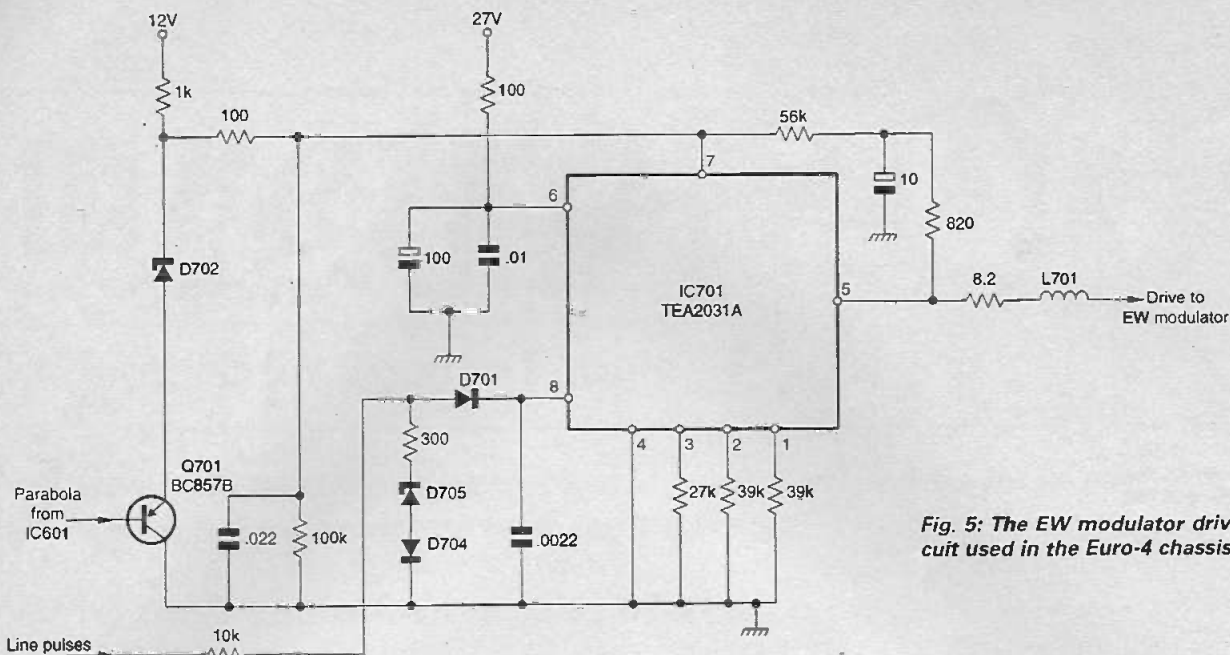 12V
27V
1k
100
100
56k
7
6
10
820
100
.01
D702
IC701
TEA2031A
5
8.2
L701
Drive to
EW modulator
D701
8
300
4
3
2
1
Q701
BC857B
D705
27k
39k
39k
Parabola
from
IC601
.022
100k
D704
.0022
Fig. 5: The EW modulator driv
cuit used in the Euro-4 chassis
Line pulses
10k